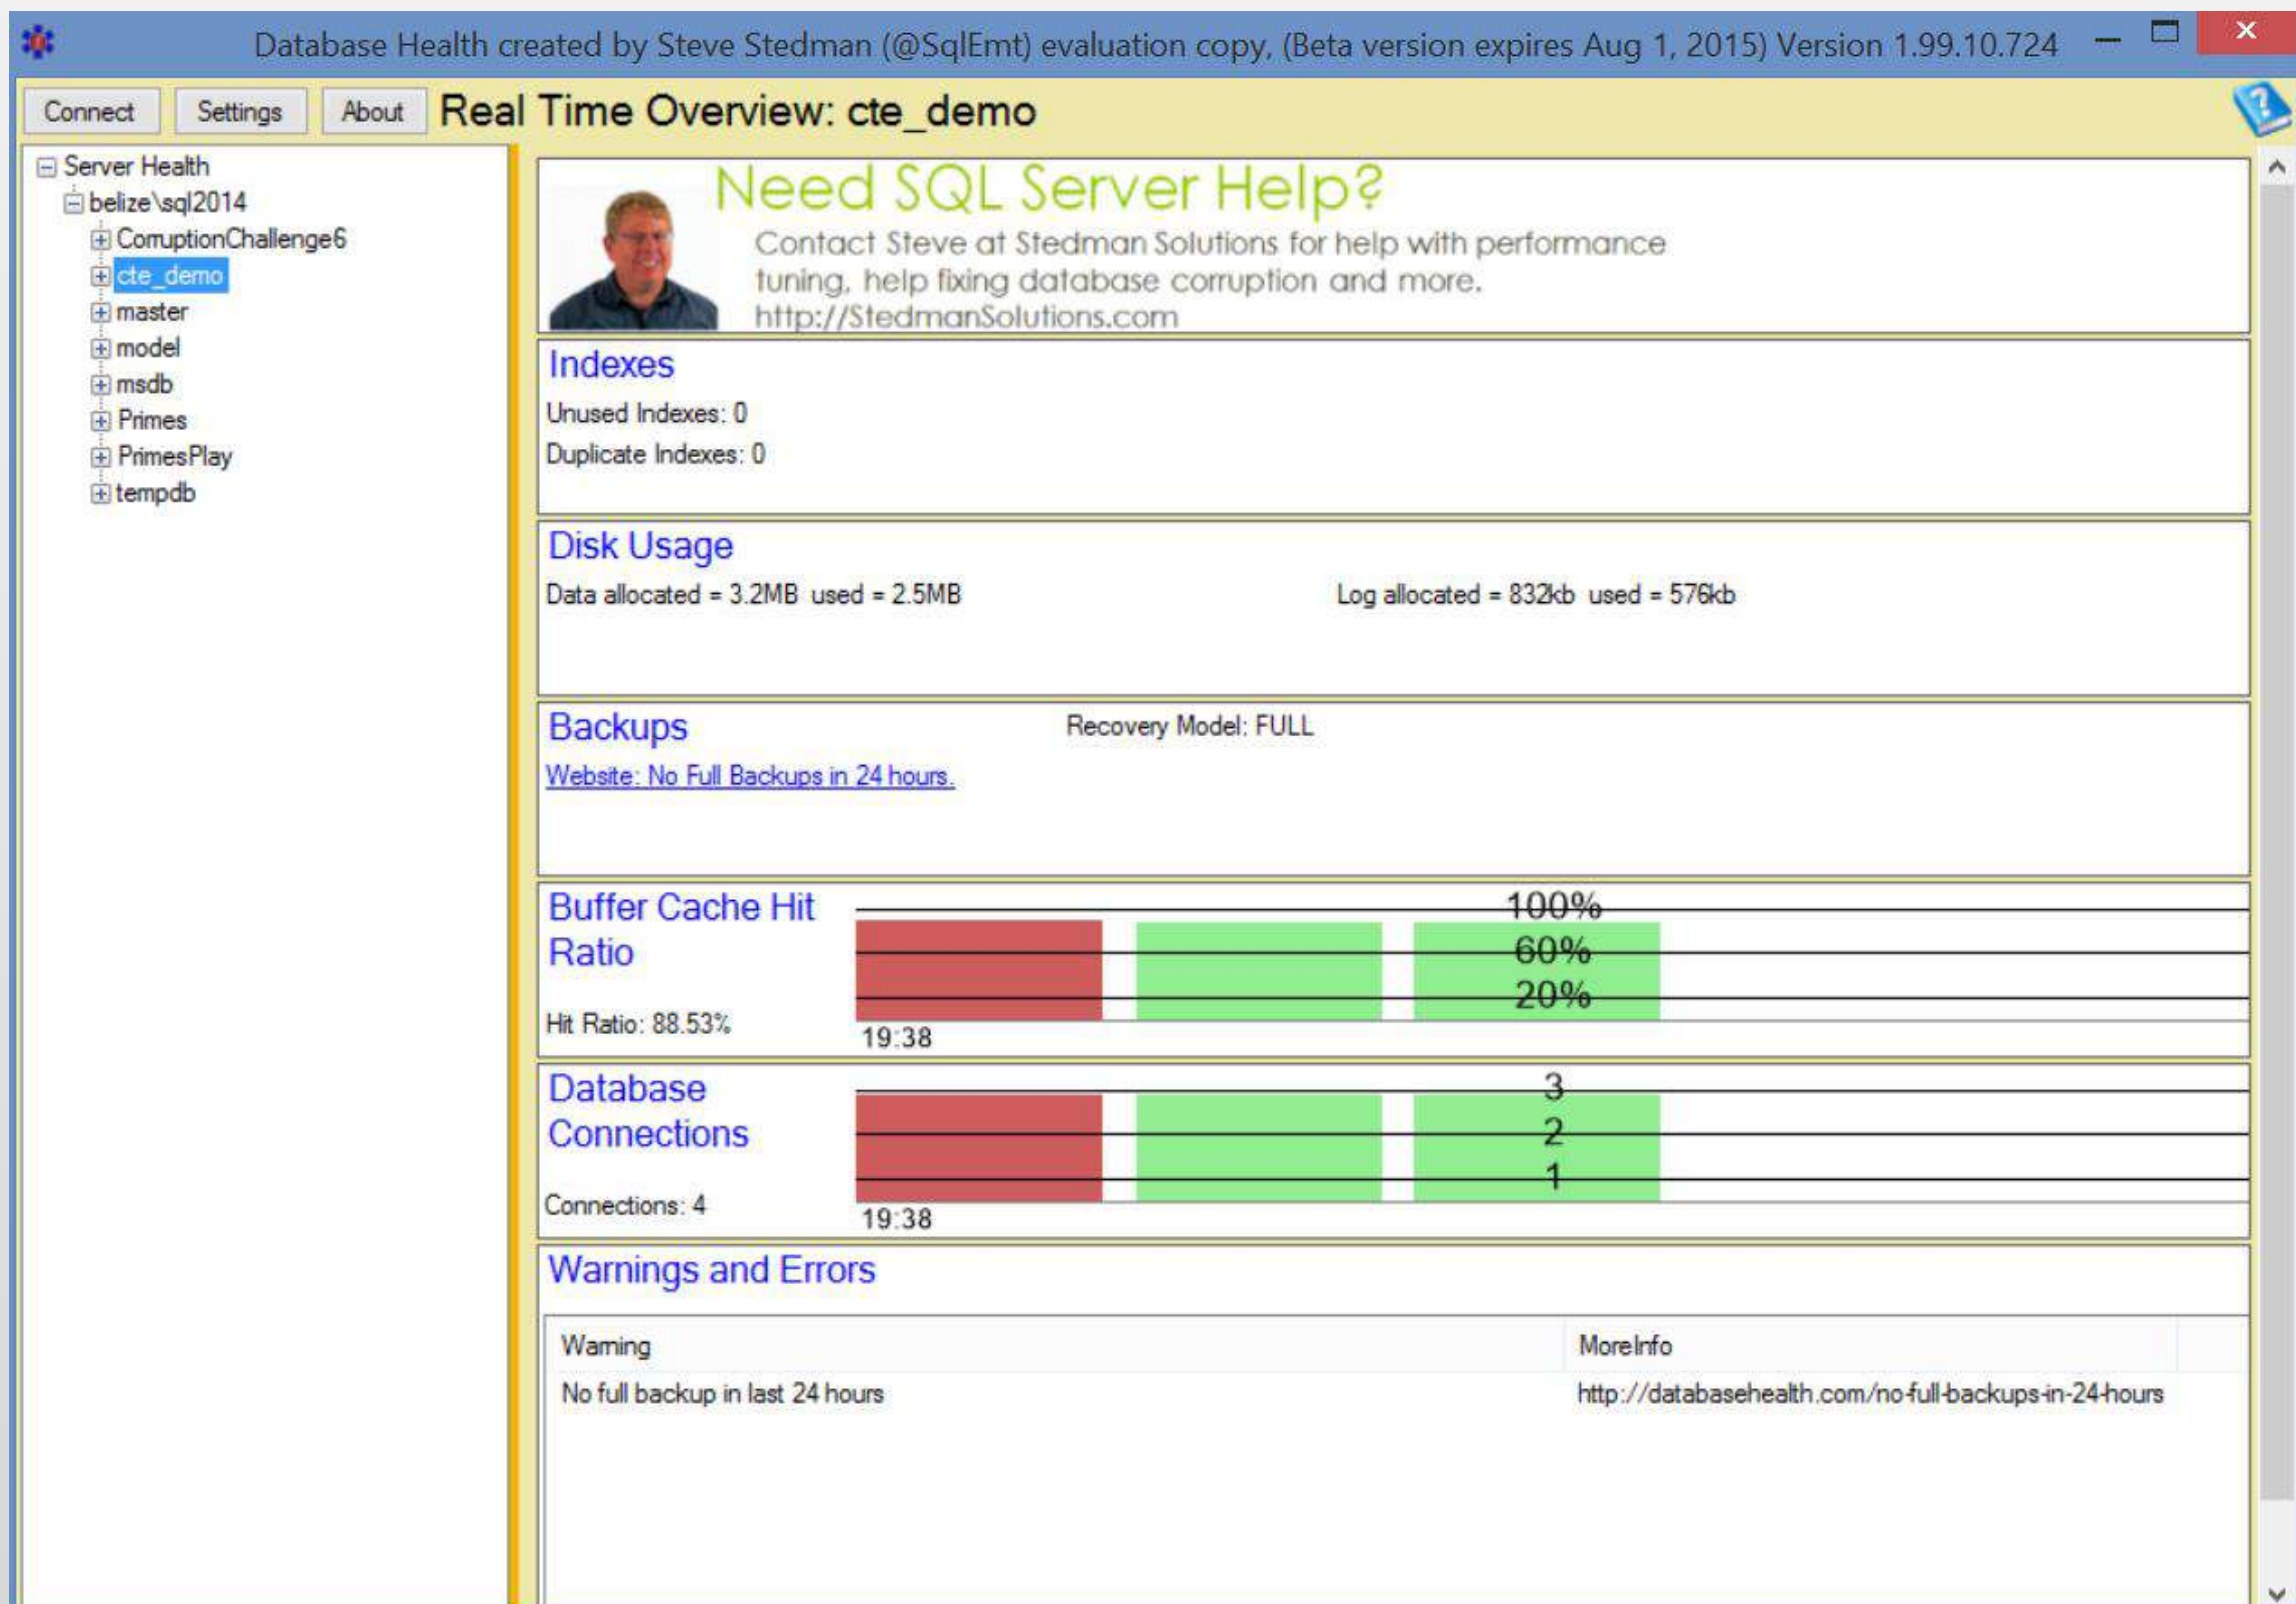 Database Health created by Steve Stedman (@SqlEmt) evaluation copy, (Beta version expires Aug 1, 2015) Version 1.99.10.724
Connect Settings About Real Time Overview: cte_demo
Server Health
belize\sql2014
CorruptionChallenge6
cte_demo
master
model
msdb
Primes
PrimesPlay
tempdb
Need SQL Server Help?
Contact Steve at Stedman Solutions for help with performance
tuning, help fixing database corruption and more.
http://StedmanSolutions.com
Indexes
Unused Indexes: 0
Duplicate Indexes: 0
Disk Usage
Data allocated = 3.2MB used = 2.5MB Log allocated = 832kb used = 576kb
Backups Recovery Model: FULL
Website: No Full Backups in 24 hours.
Buffer Cache Hit
Ratio
Hit Ratio: 88.53%
100%
60%
20%
19:38
Database
Connections
Connections: 4
3
2
1
19:38
Warnings and Errors
Warning MoreInfo
No full backup in last 24 hours http://databasehealth.com/no-full-backups-in-24-hours